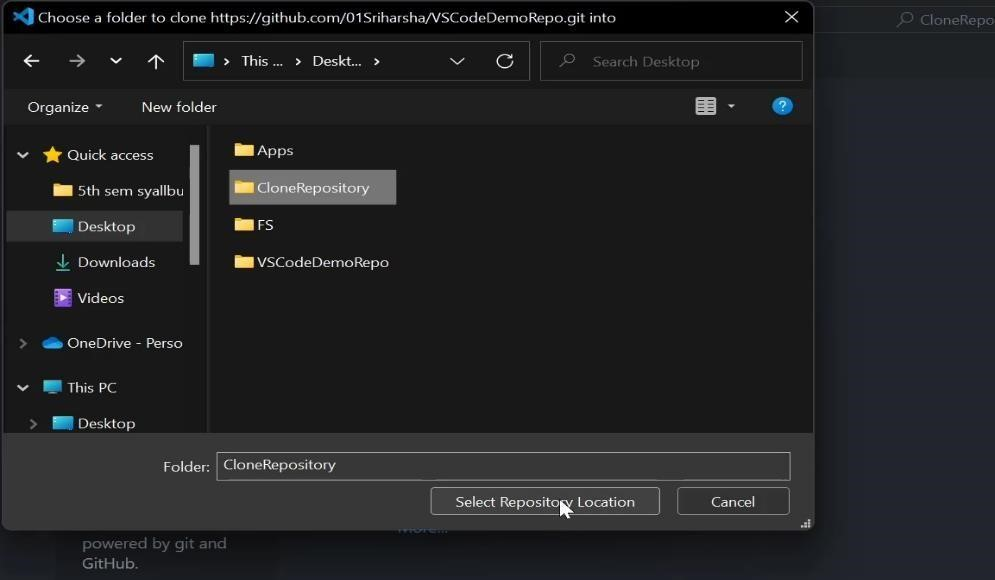 Choose a folder to clone https://github.com/01Sriharsha/VSCodeDemoRepo.git into
CloneRepo
This ... > Deskt... >
Search Desktop
Organize
New folder
Quick access
5th sem syallbu
Desktop
Downloads
Videos
OneDrive - Perso
This PC
Desktop
Apps
CloneRepository
FS
VSCodeDemoRepo
Folder: CloneRepository
Select Repository Location
Cancel
More...
powered by git and
GitHub.